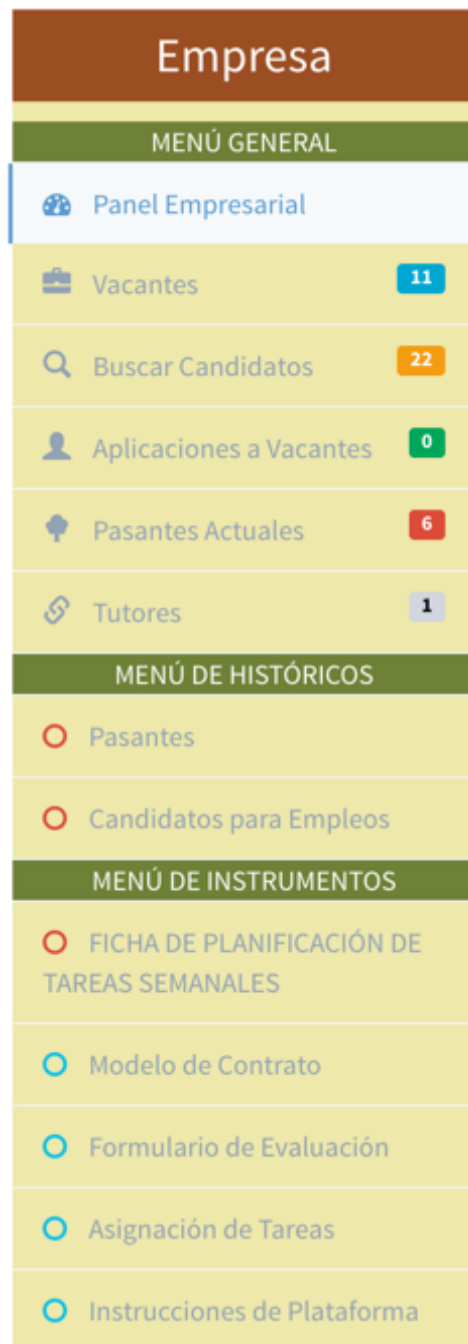 Empresa
MENÚ GENERAL
Panel Empresarial
Vacantes 11
Buscar Candidatos 22
Aplicaciones a Vacantes 0
Pasantes Actuales 6
Tutores 1
MENÚ DE HISTÓRICOS
Pasantes
Candidatos para Empleos
MENÚ DE INSTRUMENTOS
FICHA DE PLANIFICACIÓN DE
TAREAS SEMANALES
Modelo de Contrato
Formulario de Evaluación
Asignación de Tareas
Instrucciones de Plataforma